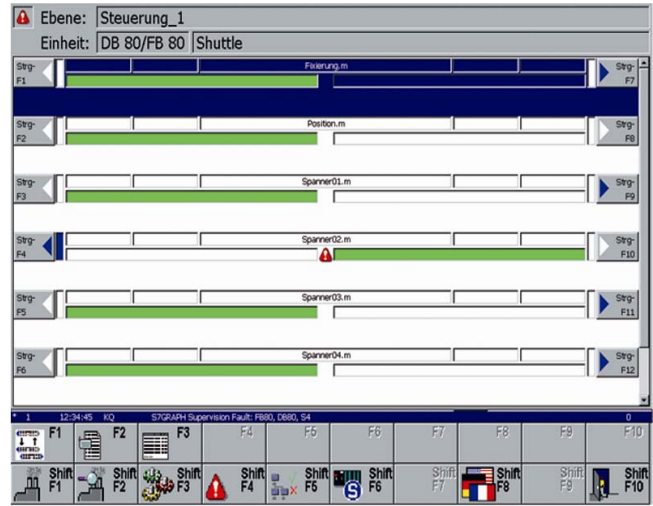 Ebene: Steuerung_1
Einheit: DB 80/FB 80 Shuttle
Strg- Fixierung.m Strg-
F1 F7
Strg- Position.m Strg-
F2 F8
Strg- Spanner01.m Strg-
F3 F9
Strg- Spanner02.m Strg-
F4 F10
Strg- Spanner03.m Strg-
F5 F11
Strg- Spanner04.m Strg-
F6 F12
* 1 12:34:45 KQ S7GRAPH Supervision Fault: FB80, DB80, S4 0
F1 F2 F3 F4 F5 F6 F7 F8 F9 F10
Shift Shift Shift Shift Shift Shift Shift Shift Shift Shift
F1 F2 F3 F4 F5 F6 F7 F8 F9 F10